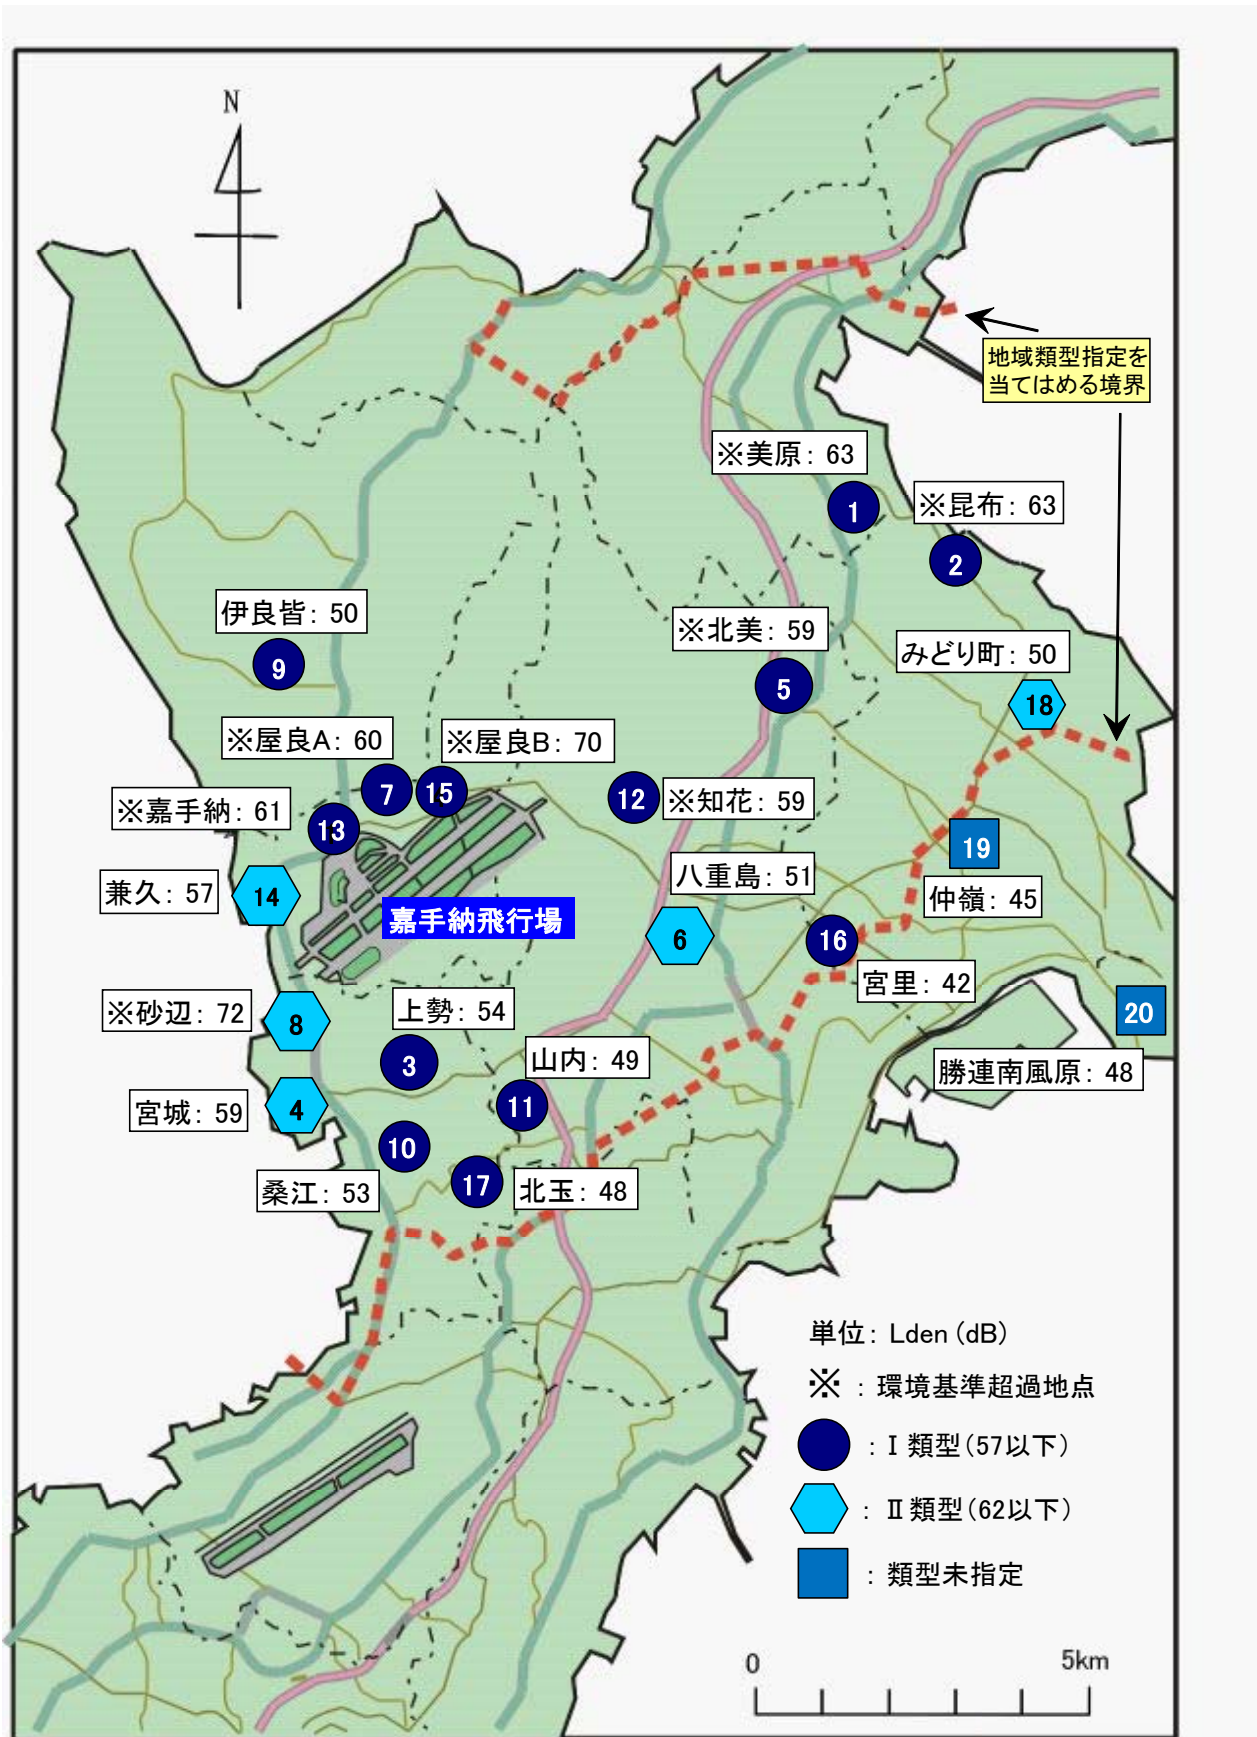 N
地域類型指定を
当てはめる境界
※美原: 63
1
※昆布: 63
2
伊良皆: 50
9
※北美: 59
5
みどり町: 50
18
※屋良A: 60
7
※屋良B: 70
15
12
※知花: 59
※嘉手納: 61
13
19
仲嶺: 45
兼久: 57
14
嘉手納飛行場
八重島: 51
6
16
宮里: 42
※砂辺: 72
8
上勢: 54
3
20
勝連南風原: 48
山内: 49
11
宮城: 59
4
10
桑江: 53
17
北玉: 48
単位: Lden (dB)
※ : 環境基準超過地点
: Ⅰ類型(57以下)
: Ⅱ類型(62以下)
: 類型未指定
0 5km